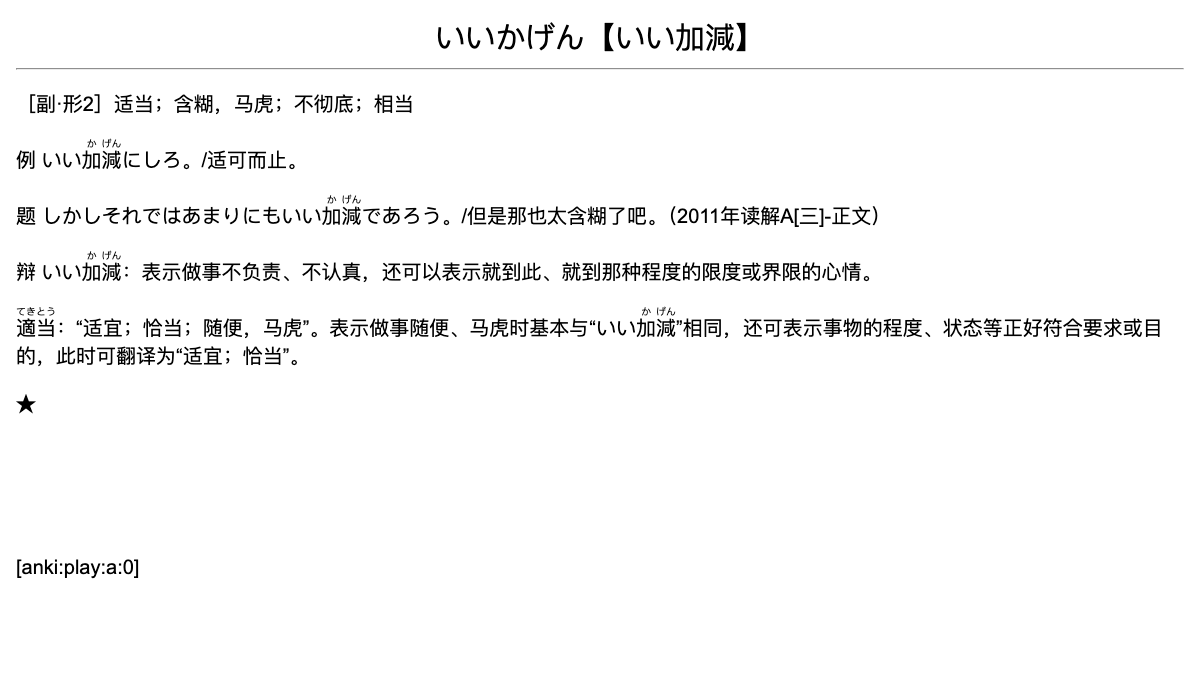 いいかげん【いい加減】
［副·形2］适当；含糊，马虎；不彻底；相当
か げん
例 いい加減にしろ。/适可而止。
か げん
题 しかしそれではあまりにもいい加減であろう。/但是那也太含糊了吧。（2011年读解A[三]-正文）
か げん
辩 いい加減：表示做事不负责、不认真，还可以表示就到此、就到那种程度的限度或界限的心情。
てきとう か げん
適当：“适宜；恰当；随便，马虎”。表示做事随便、马虎时基本与“いい加減”相同，还可表示事物的程度、状态等正好符合要求或目
的，此时可翻译为“适宜；恰当”。
★
[anki:play:a:0]